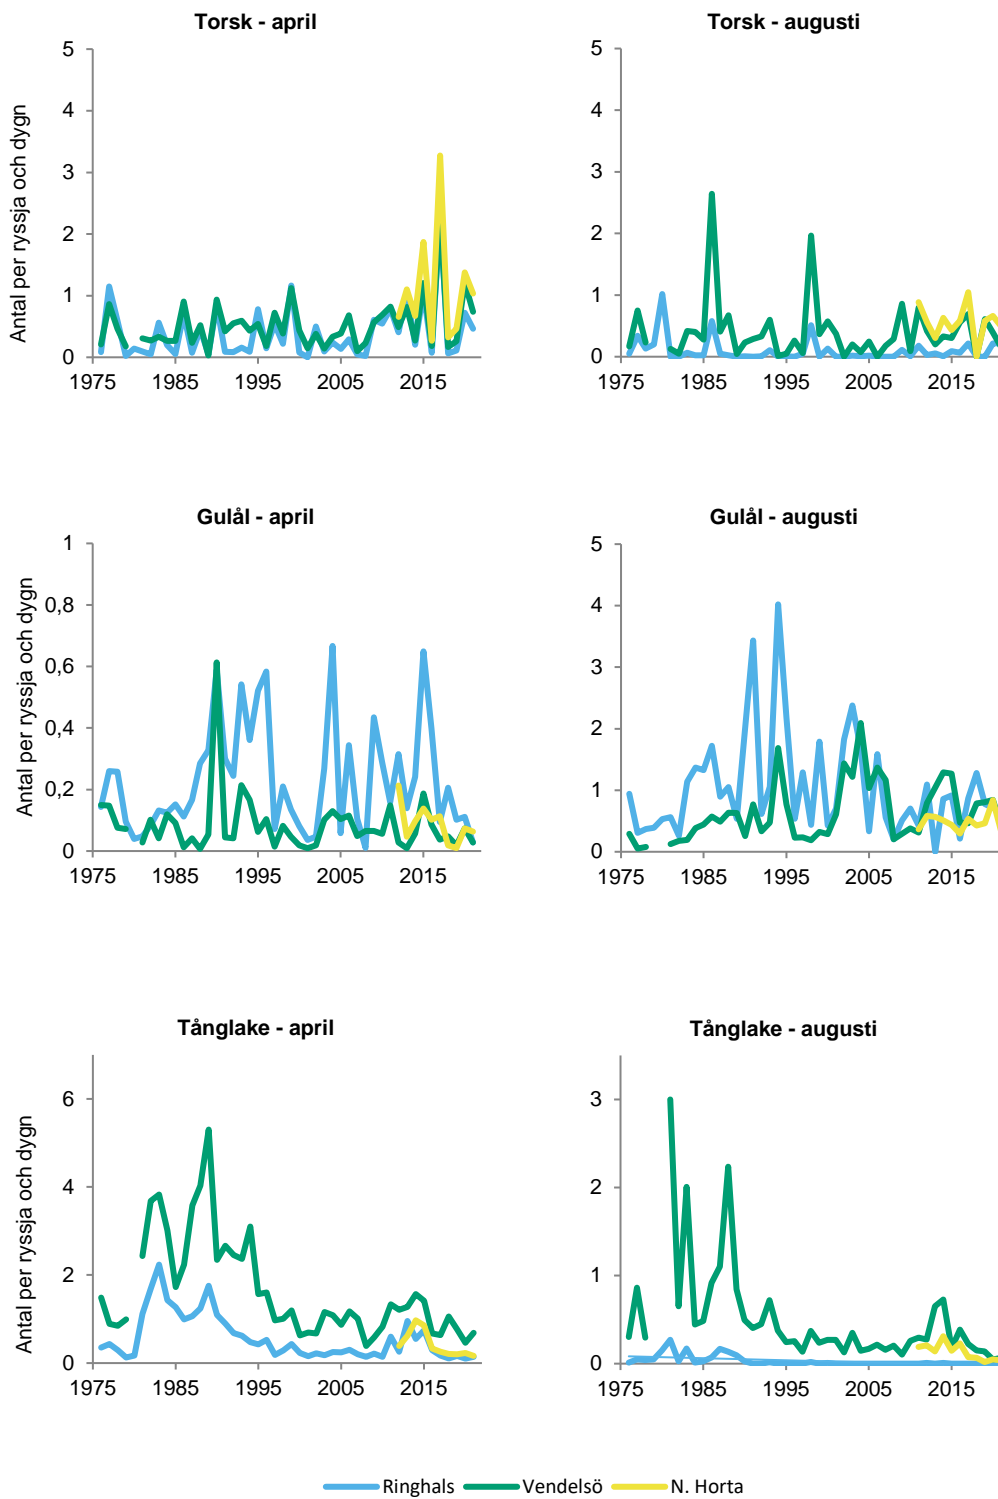 Torsk - april
Torsk - augusti
Antal per ryssja och dygn
5
4
3
2
1
0
1975 1985 1995 2005 2015
5
4
3
2
1
0
1975 1985 1995 2005 2015
Gulål - april
Gulål - augusti
Antal per ryssja och dygn
1
0,8
0,6
0,4
0,2
0
1975 1985 1995 2005 2015
5
4
3
2
1
0
1975 1985 1995 2005 2015
Tånglake - april
Tånglake - augusti
Antal per ryssja och dygn
6
4
2
0
1975 1985 1995 2005 2015
3
2
1
0
1975 1985 1995 2005 2015
Ringhals Vendelsö N. Horta